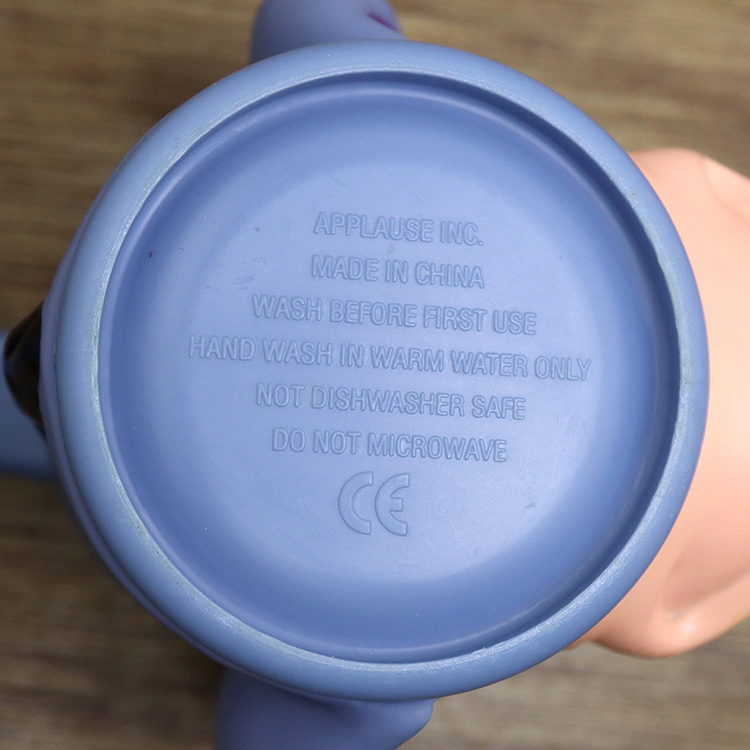 APPLAUSE INC.
MADE IN CHINA
WASH BEFORE FIRST USE
HAND WASH IN WARM WATER ONLY
NOT DISHWASHER SAFE
DO NOT MICROWAVE
CE